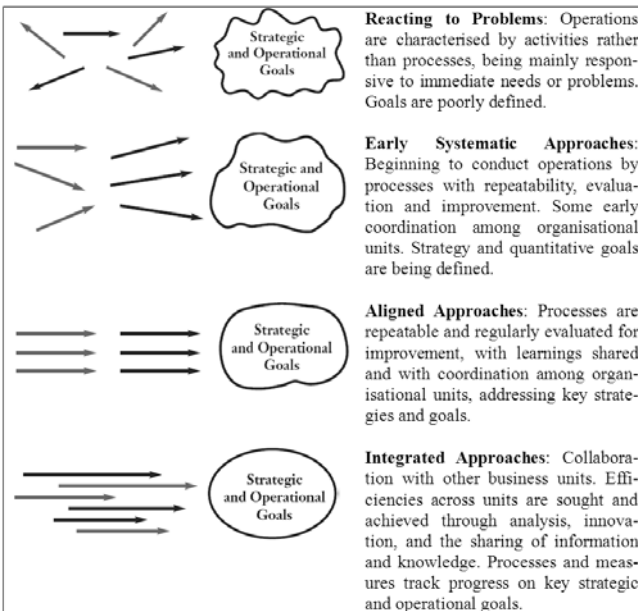 Strategic
and Operational
Goals
Reacting to Problems: Operations
are characterised by activities rather
than processes, being mainly respon-
sive to immediate needs or problems.
Goals are poorly defined.
Strategic and
Operational
Goals
Early Systematic Approaches:
Beginning to conduct operations by
processes with repeatability, evalua-
tion and improvement. Some early
coordination among organisational
units. Strategy and quantitative goals
are being defined.
Strategic
and Operational
Goals
Aligned Approaches: Processes are
repeatable and regularly evaluated for
improvement, with learnings shared
and with coordination among organ-
isational units, addressing key strate-
gies and goals.
Strategic
and Operational
Goals
Integrated Approaches: Collabora-
tion with other business units. Effi-
ciencies across units are sought and
achieved through analysis, innova-
tion, and the sharing of information
and knowledge. Processes and meas-
ures track progress on key strategic
and operational goals.